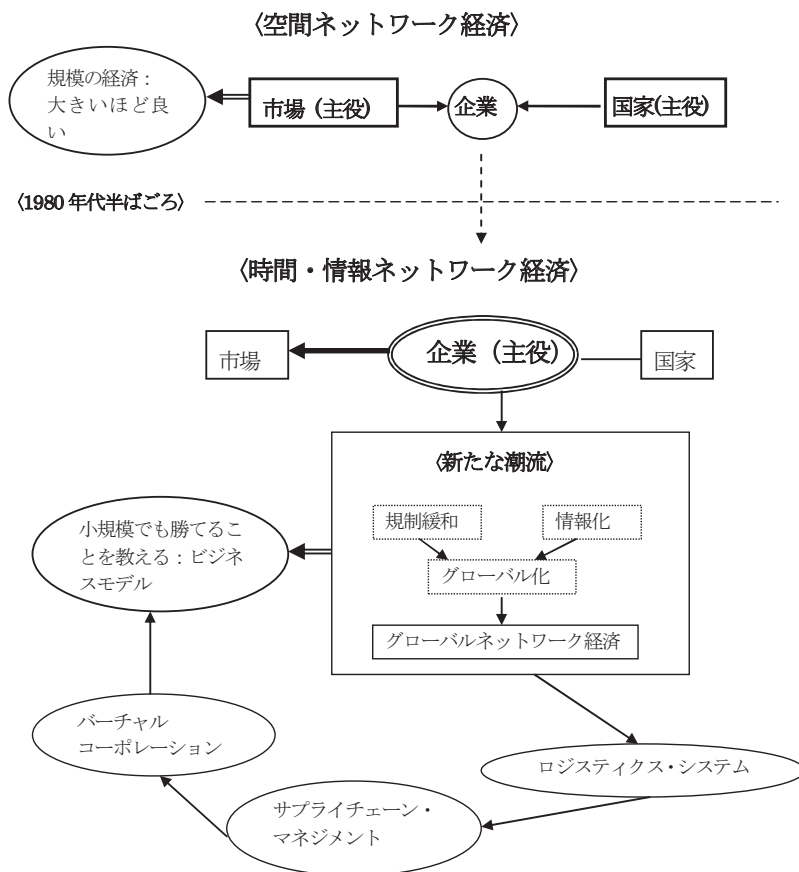 〈空間ネットワーク経済〉
規模の経済：
大きいほど良
い
市場（主役）
企業
国家(主役)
〈1980 年代半ばごろ〉
〈時間・情報ネットワーク経済〉
市場
企業（主役）
国家
〈新たな潮流〉
規制緩和
情報化
グローバル化
グローバルネットワーク経済
小規模でも勝てるこ
とを教える：ビジネ
スモデル
バーチャル
コーポレーション
ロジスティクス・システム
サプライチェーン・
マネジメント